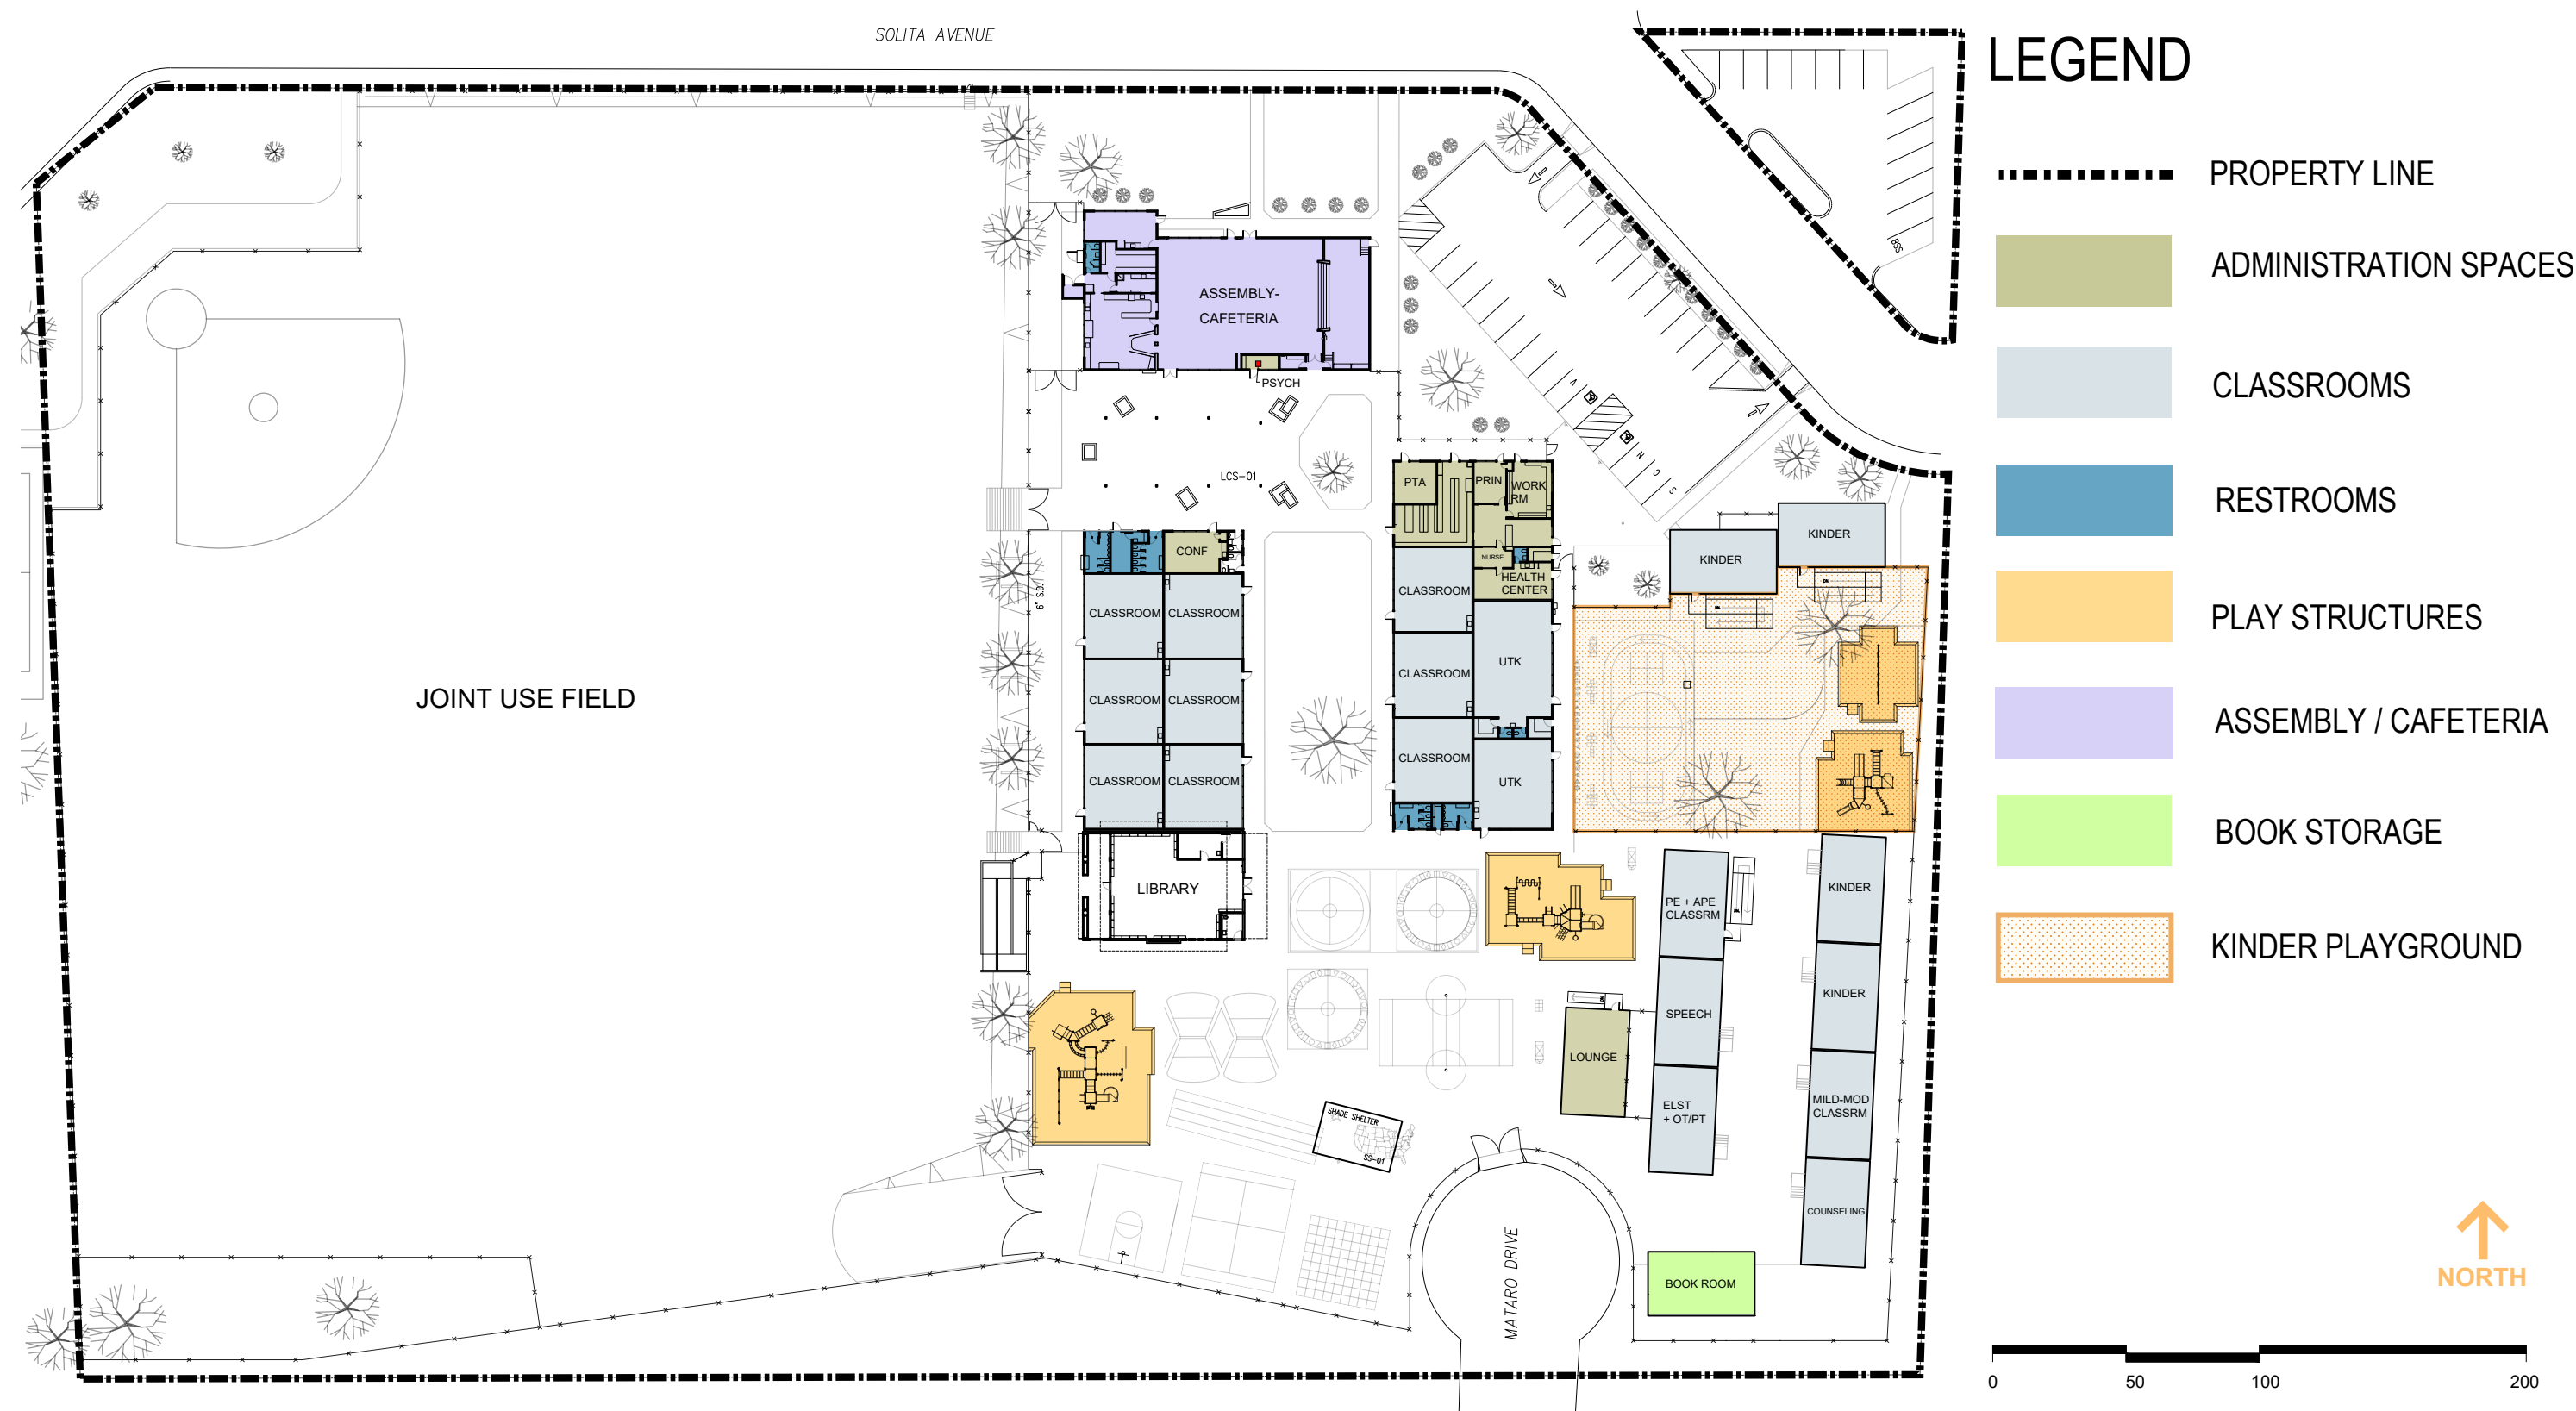 SOLITA AVENUE
LEGEND
PROPERTY LINE
ADMINISTRATION SPACES
CLASSROOMS
RESTROOMS
PLAY STRUCTURES
ASSEMBLY / CAFETERIA
BOOK STORAGE
KINDER PLAYGROUND
BSS
ASSEMBLY-
CAFETERIA
PSYCH
V
N
C
S
LCS-01
PTA
PRIN
WORK
RM
CONF
NURSE
HEALTH
CENTER
KINDER
KINDER
6" S.D.
CLASSROOM
CLASSROOM
CLASSROOM
CLASSROOM
CLASSROOM
CLASSROOM
CLASSROOM
CLASSROOM
CLASSROOM
UTK
UTK
JOINT USE FIELD
LIBRARY
PE + APE
CLASSRM
SPEECH
ELST
+ OT/PT
KINDER
KINDER
MILD-MOD
CLASSRM
COUNSELING
LOUNGE
SHADE SHELTER
SS-01
MATARO DRIVE
BOOK ROOM
NORTH
0 50 100 200